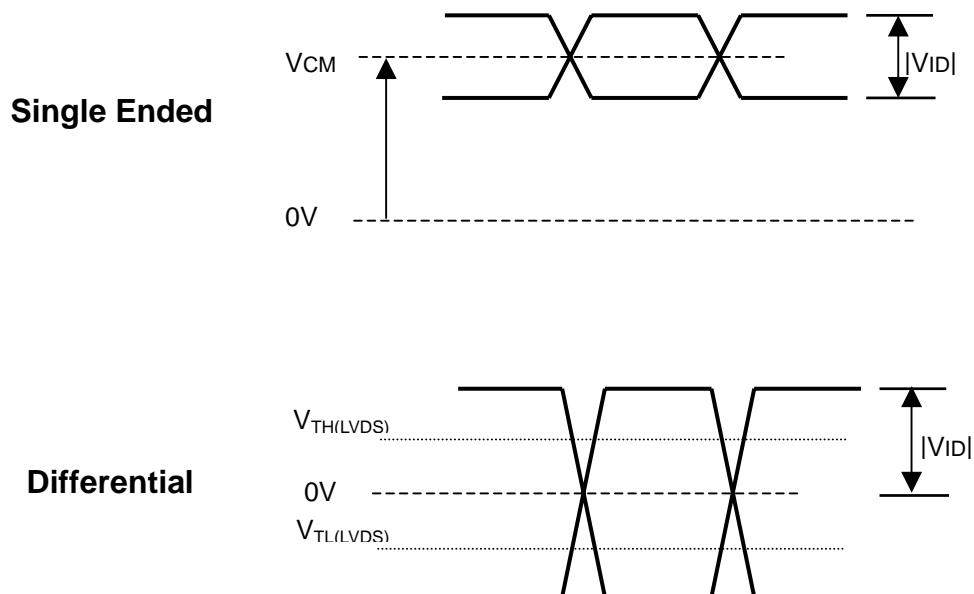 VCM
|VID|
Single Ended
0V
VTH(LVDS)
|VID|
Differential
0V
VTL(LVDS)